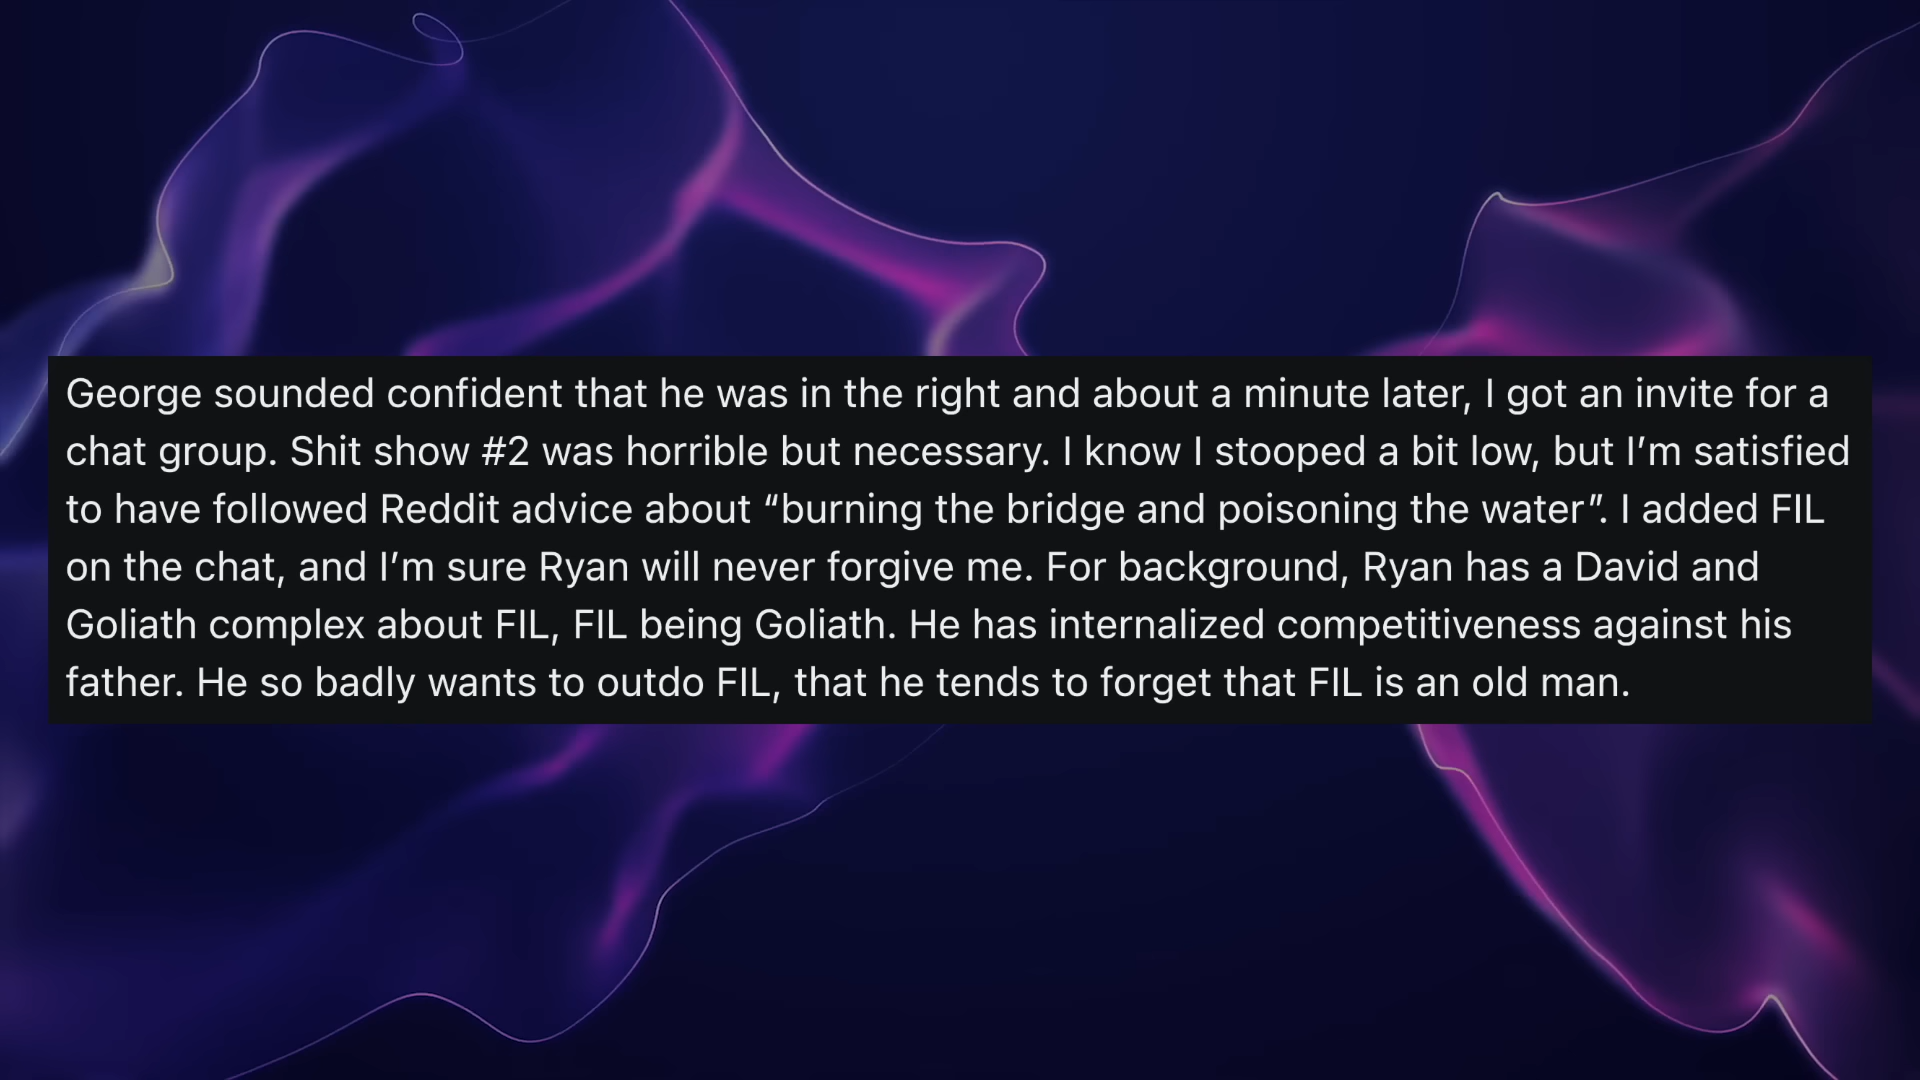 George sounded confident that he was in the right and about a minute later, I got an invite for a
chat group. Shit show #2 was horrible but necessary. I know I stooped a bit low, but I’m satisfied
to have followed Reddit advice about “burning the bridge and poisoning the water”. I added FIL
on the chat, and I’m sure Ryan will never forgive me. For background, Ryan has a David and
Goliath complex about FIL, FIL being Goliath. He has internalized competitiveness against his
father. He so badly wants to outdo FIL, that he tends to forget that FIL is an old man.